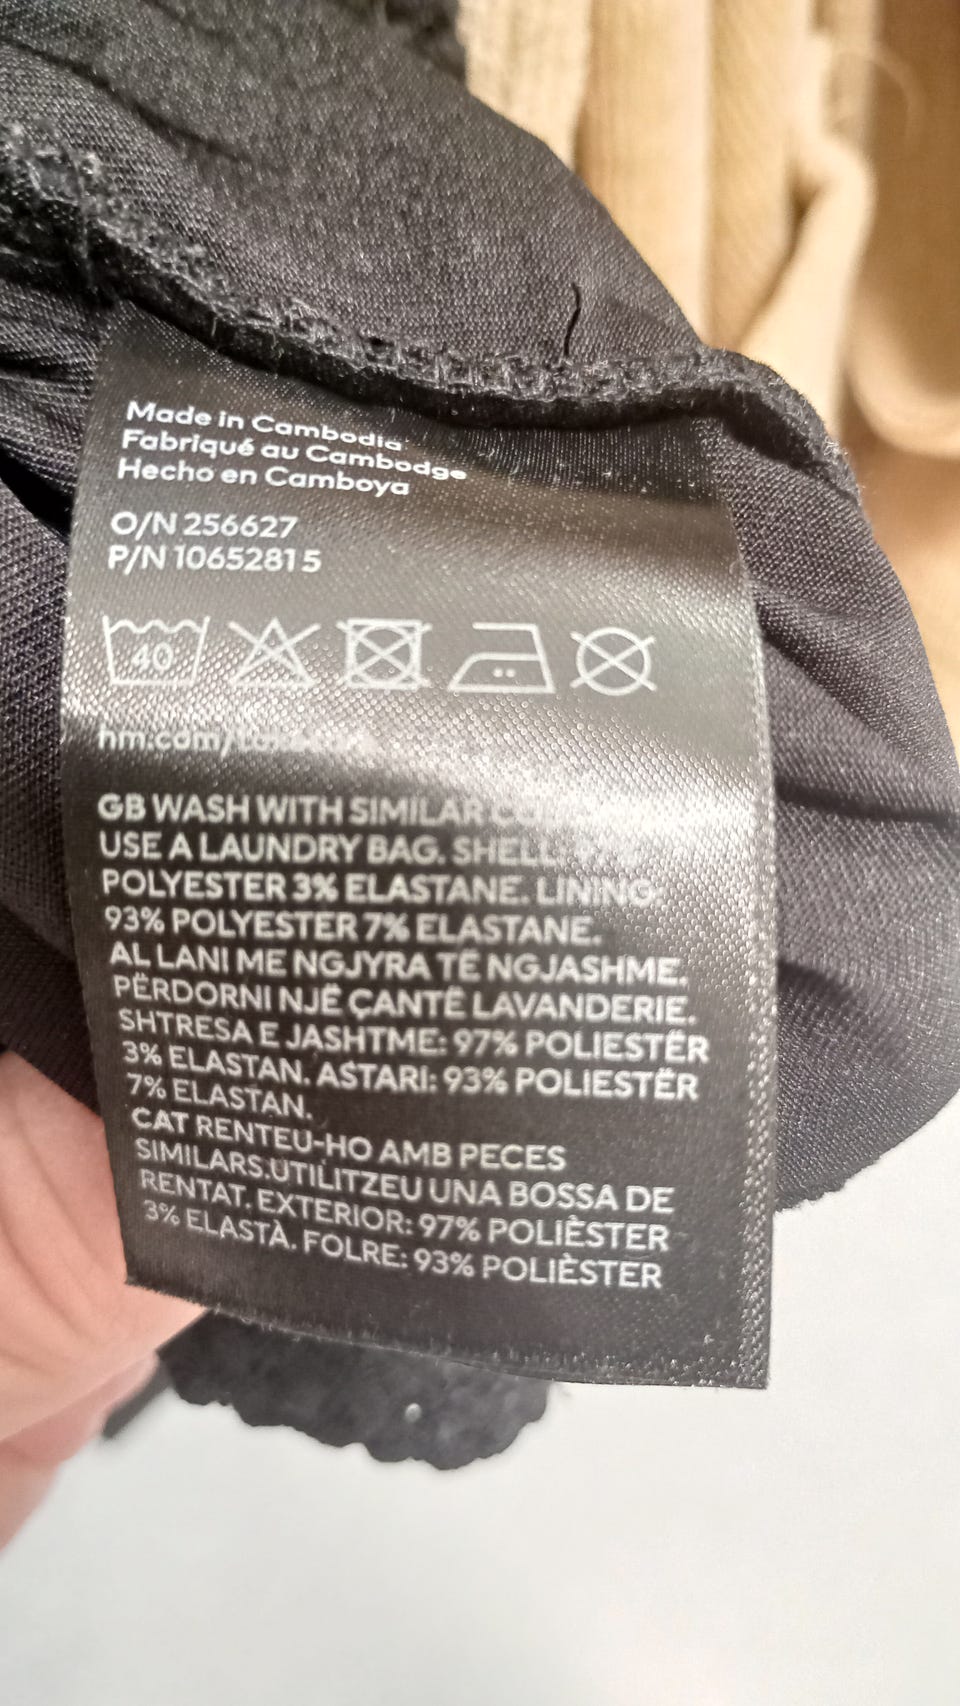 Made in Cambodia
Fabriqué au Cambodge
Hecho en Camboya
O/N 256627
P/N 10652815
40
hm.com/
GB WASH WITH SIMILAR
USE A LAUNDRY BAG. SHELL:
POLYESTER 3% ELASTANE. LINING:
93% POLYESTER 7% ELASTANE.
AL LANI ME NGJYRA TË NGJASHME.
PËRDORNI NJË ÇANTË LAVANDERIE.
SHTRESA E JASHTME: 97% POLIESTËR
3% ELASTAN. ASTARI: 93% POLIESTËR
7% ELASTAN.
CAT RENTEU-HO AMB PECES
SIMILARS.UTILITZEU UNA BOSSA DE
RENTAT. EXTERIOR: 97% POLIÈSTER
3% ELASTÀ. FOLRE: 93% POLIÈSTER